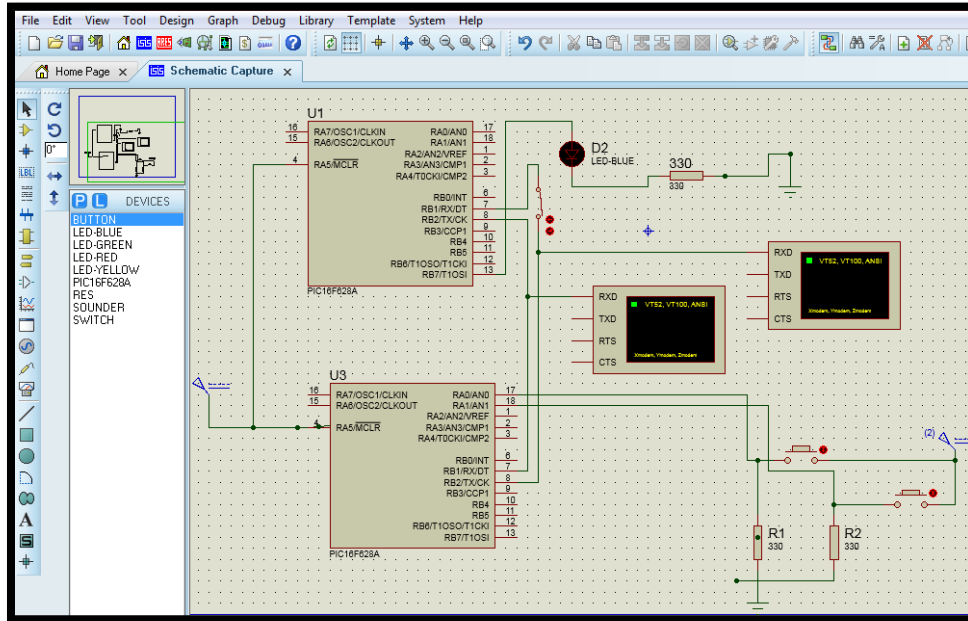 File Edit View Tool Design Graph Debug Library Template System Help
Home Page x Schematic Capture x
0°
LBL
P L DEVICES
BUTTON
LED-BLUE
LED-GREEN
LED-RED
LED-YELLOW
PIC16F628A
RES
SOUNDER
SWITCH
U1
16 RA7/OSC1/CLKIN RA0/AN0 17
15 RA6/OSC2/CLKOUT RA1/AN1 18
RA2/AN2/VREF 1
4 RA5/MCLR RA3/AN3/CMP1 2
RA4/T0CKI/CMP2 3
RB0/INT 6
RB1/RX/DT 7
RB2/TX/CK 8
RB3/CCP1 9
RB4 10
RB5 11
RB6/T1OSO/T1CKI 12
RB7/T1OSI 13
PIC16F628A
D2
LED-BLUE
330
330
RXD
TXD
RTS
CTS
VT52, VT100, ANSI
Xmodem, Ymodem, Zmodem
RXD
TXD
RTS
CTS
VT52, VT100, ANSI
Xmodem, Ymodem, Zmodem
U3
16 RA7/OSC1/CLKIN RA0/AN0 17
15 RA6/OSC2/CLKOUT RA1/AN1 18
RA2/AN2/VREF 1
4 RA5/MCLR RA3/AN3/CMP1 2
RA4/T0CKI/CMP2 3
RB0/INT 6
RB1/RX/DT 7
RB2/TX/CK 8
RB3/CCP1 9
RB4 10
RB5 11
RB6/T1OSO/T1CKI 12
RB7/T1OSI 13
PIC16F628A
(2)
R1
330
R2
330